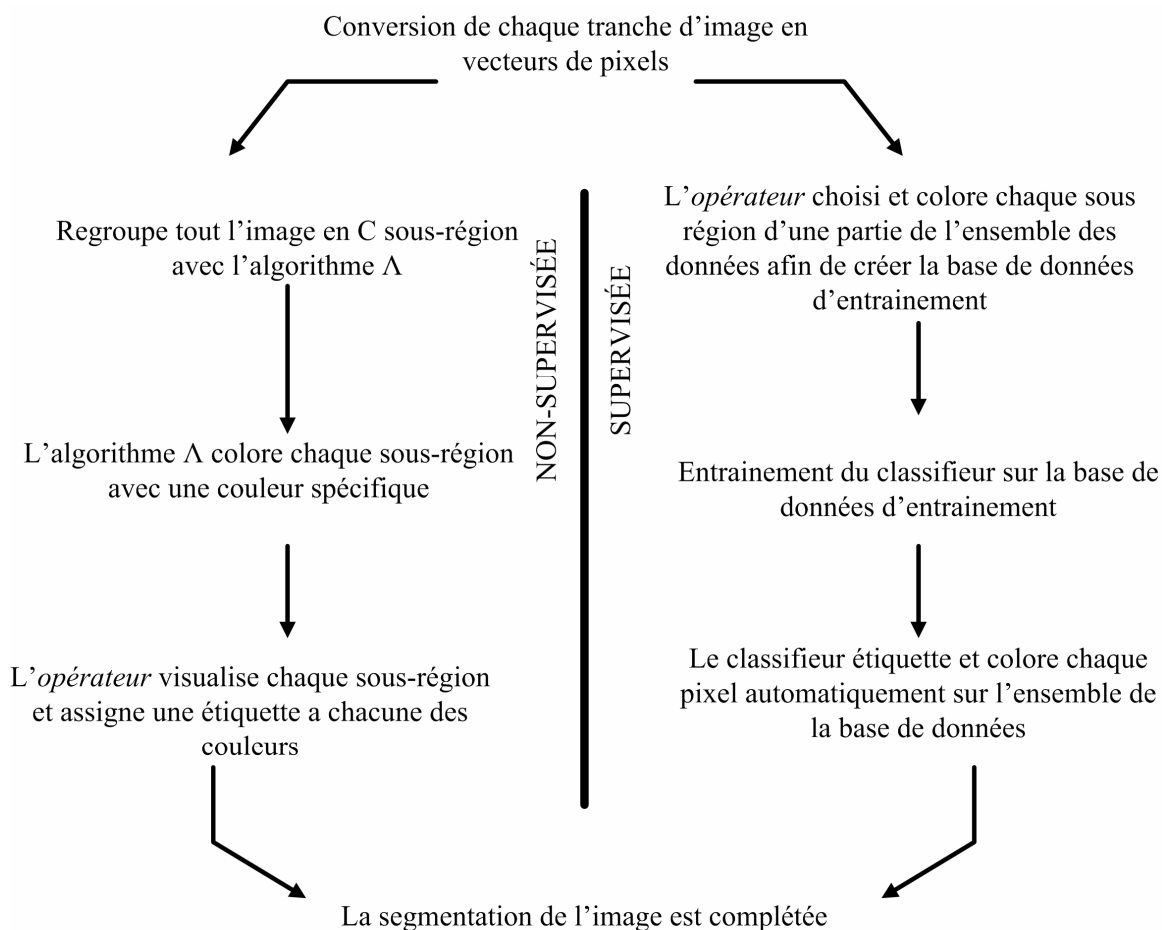 Conversion de chaque tranche d’image en
vecteurs de pixels
Regroupe tout l’image en C sous-région
avec l’algorithme Λ
L’algorithme Λ colore chaque sous-région
avec une couleur spécifique
L’opérateur visualise chaque sous-région
et assigne une étiquette a chacune des
couleurs
NON-SUPERVISÉE
SUPERVISÉE
L’opérateur choisi et colore chaque sous
région d’une partie de l’ensemble des
données afin de créer la base de données
d’entrainement
Entrainement du classifieur sur la base de
données d’entrainement
Le classifieur étiquette et colore chaque
pixel automatiquement sur l’ensemble de
la base de données
La segmentation de l’image est complétée